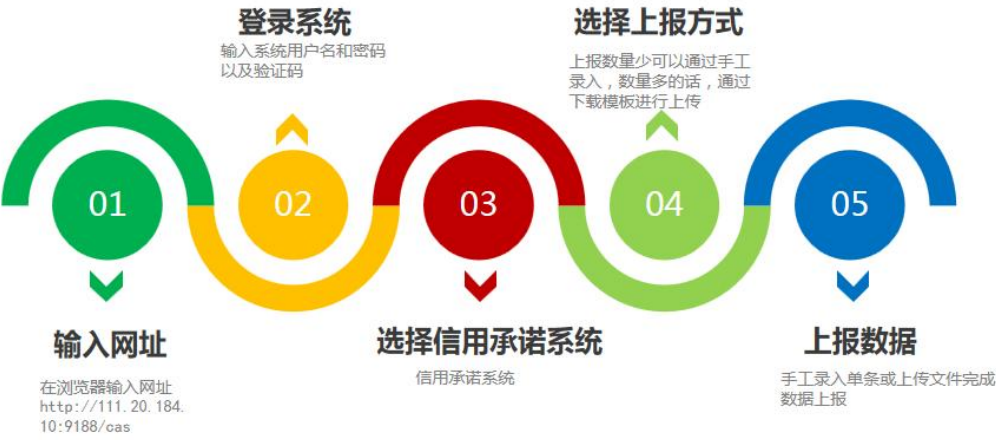 01
输入网址
在浏览器输入网址
http://111.20.184.
10:9188/cas
02
登录系统
输入系统用户名和密码
以及验证码
03
选择信用承诺系统
信用承诺系统
04
选择上报方式
上报数量少可以通过手工
录入，数量多的话，通过
下载模板进行上传
05
上报数据
手工录入单条或上传文件完成
数据上报